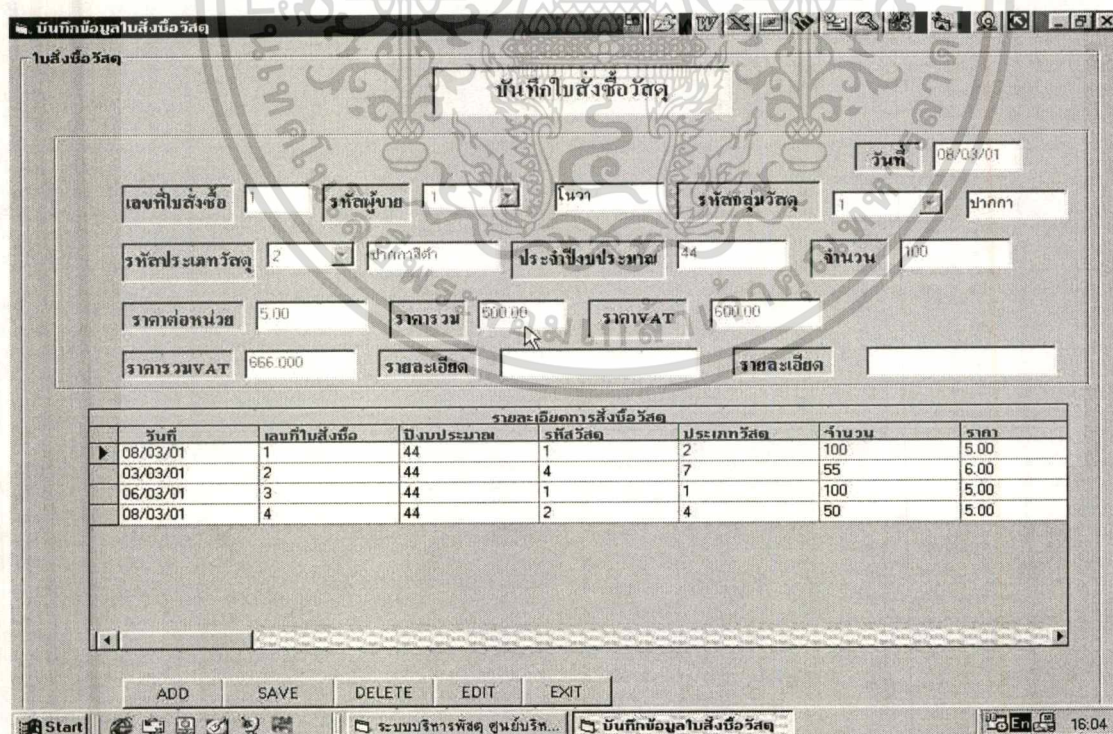 บันทึกข้อมูลใบสั่งซื้อวัสดุ
ใบสั่งซื้อวัสดุ
บันทึกใบสั่งซื้อวัสดุ
วันที่ 08/03/01
เลขที่ใบสั่งซื้อ 1 รหัสผู้ขาย 1 โนวา รหัสกลุ่มวัสดุ 1 ปากกา
รหัสประเภทวัสดุ 2 ปากกาสีดำ ประจำปีงบประมาณ 44 จำนวน 100
ราคาต่อหน่วย 5.00 ราคารวม 500.00 ราคาVAT 600.00
ราคารวมVAT 666.000 รายละเอียด รายละเอียด
รายละเอียดการสั่งซื้อวัสดุ
วันที่ เลขที่ใบสั่งซื้อ ปีงบประมาณ รหัสวัสดุ ประเภทวัสดุ จำนวน ราคา
08/03/01 1 44 1 2 100 5.00
03/03/01 2 44 4 7 55 6.00
06/03/01 3 44 1 1 100 5.00
08/03/01 4 44 2 4 50 5.00
ADD SAVE DELETE EDIT EXIT
Start ระบบบริหารพัสดุ ศูนย์บริห... บันทึกข้อมูลใบสั่งซื้อวัสดุ En 16:04